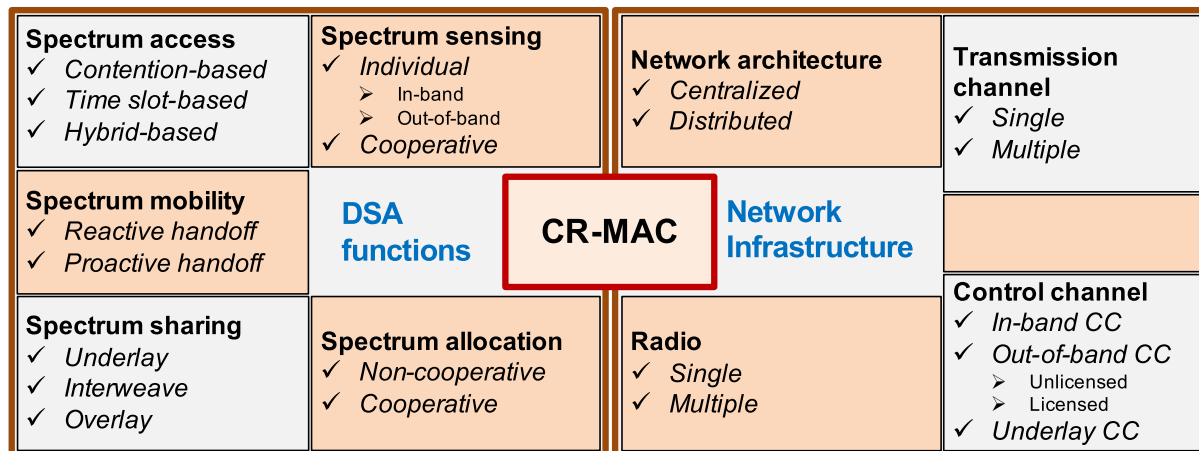 Spectrum access
✓ Contention-based
✓ Time slot-based
✓ Hybrid-based
Spectrum sensing
✓ Individual
➢ In-band
➢ Out-of-band
✓ Cooperative
Spectrum mobility
✓ Reactive handoff
✓ Proactive handoff
DSA
functions
Spectrum sharing
✓ Underlay
✓ Interweave
✓ Overlay
Spectrum allocation
✓ Non-cooperative
✓ Cooperative
CR-MAC
Network architecture
✓ Centralized
✓ Distributed
Transmission
channel
✓ Single
✓ Multiple
Network
Infrastructure
Radio
✓ Single
✓ Multiple
Control channel
✓ In-band CC
✓ Out-of-band CC
➢ Unlicensed
➢ Licensed
✓ Underlay CC